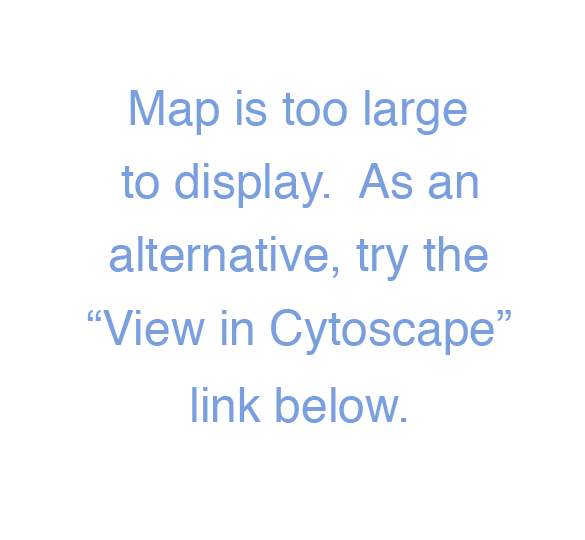 Map is too large
to display.  As an
alternative, try the
“View in Cytoscape”
link below.